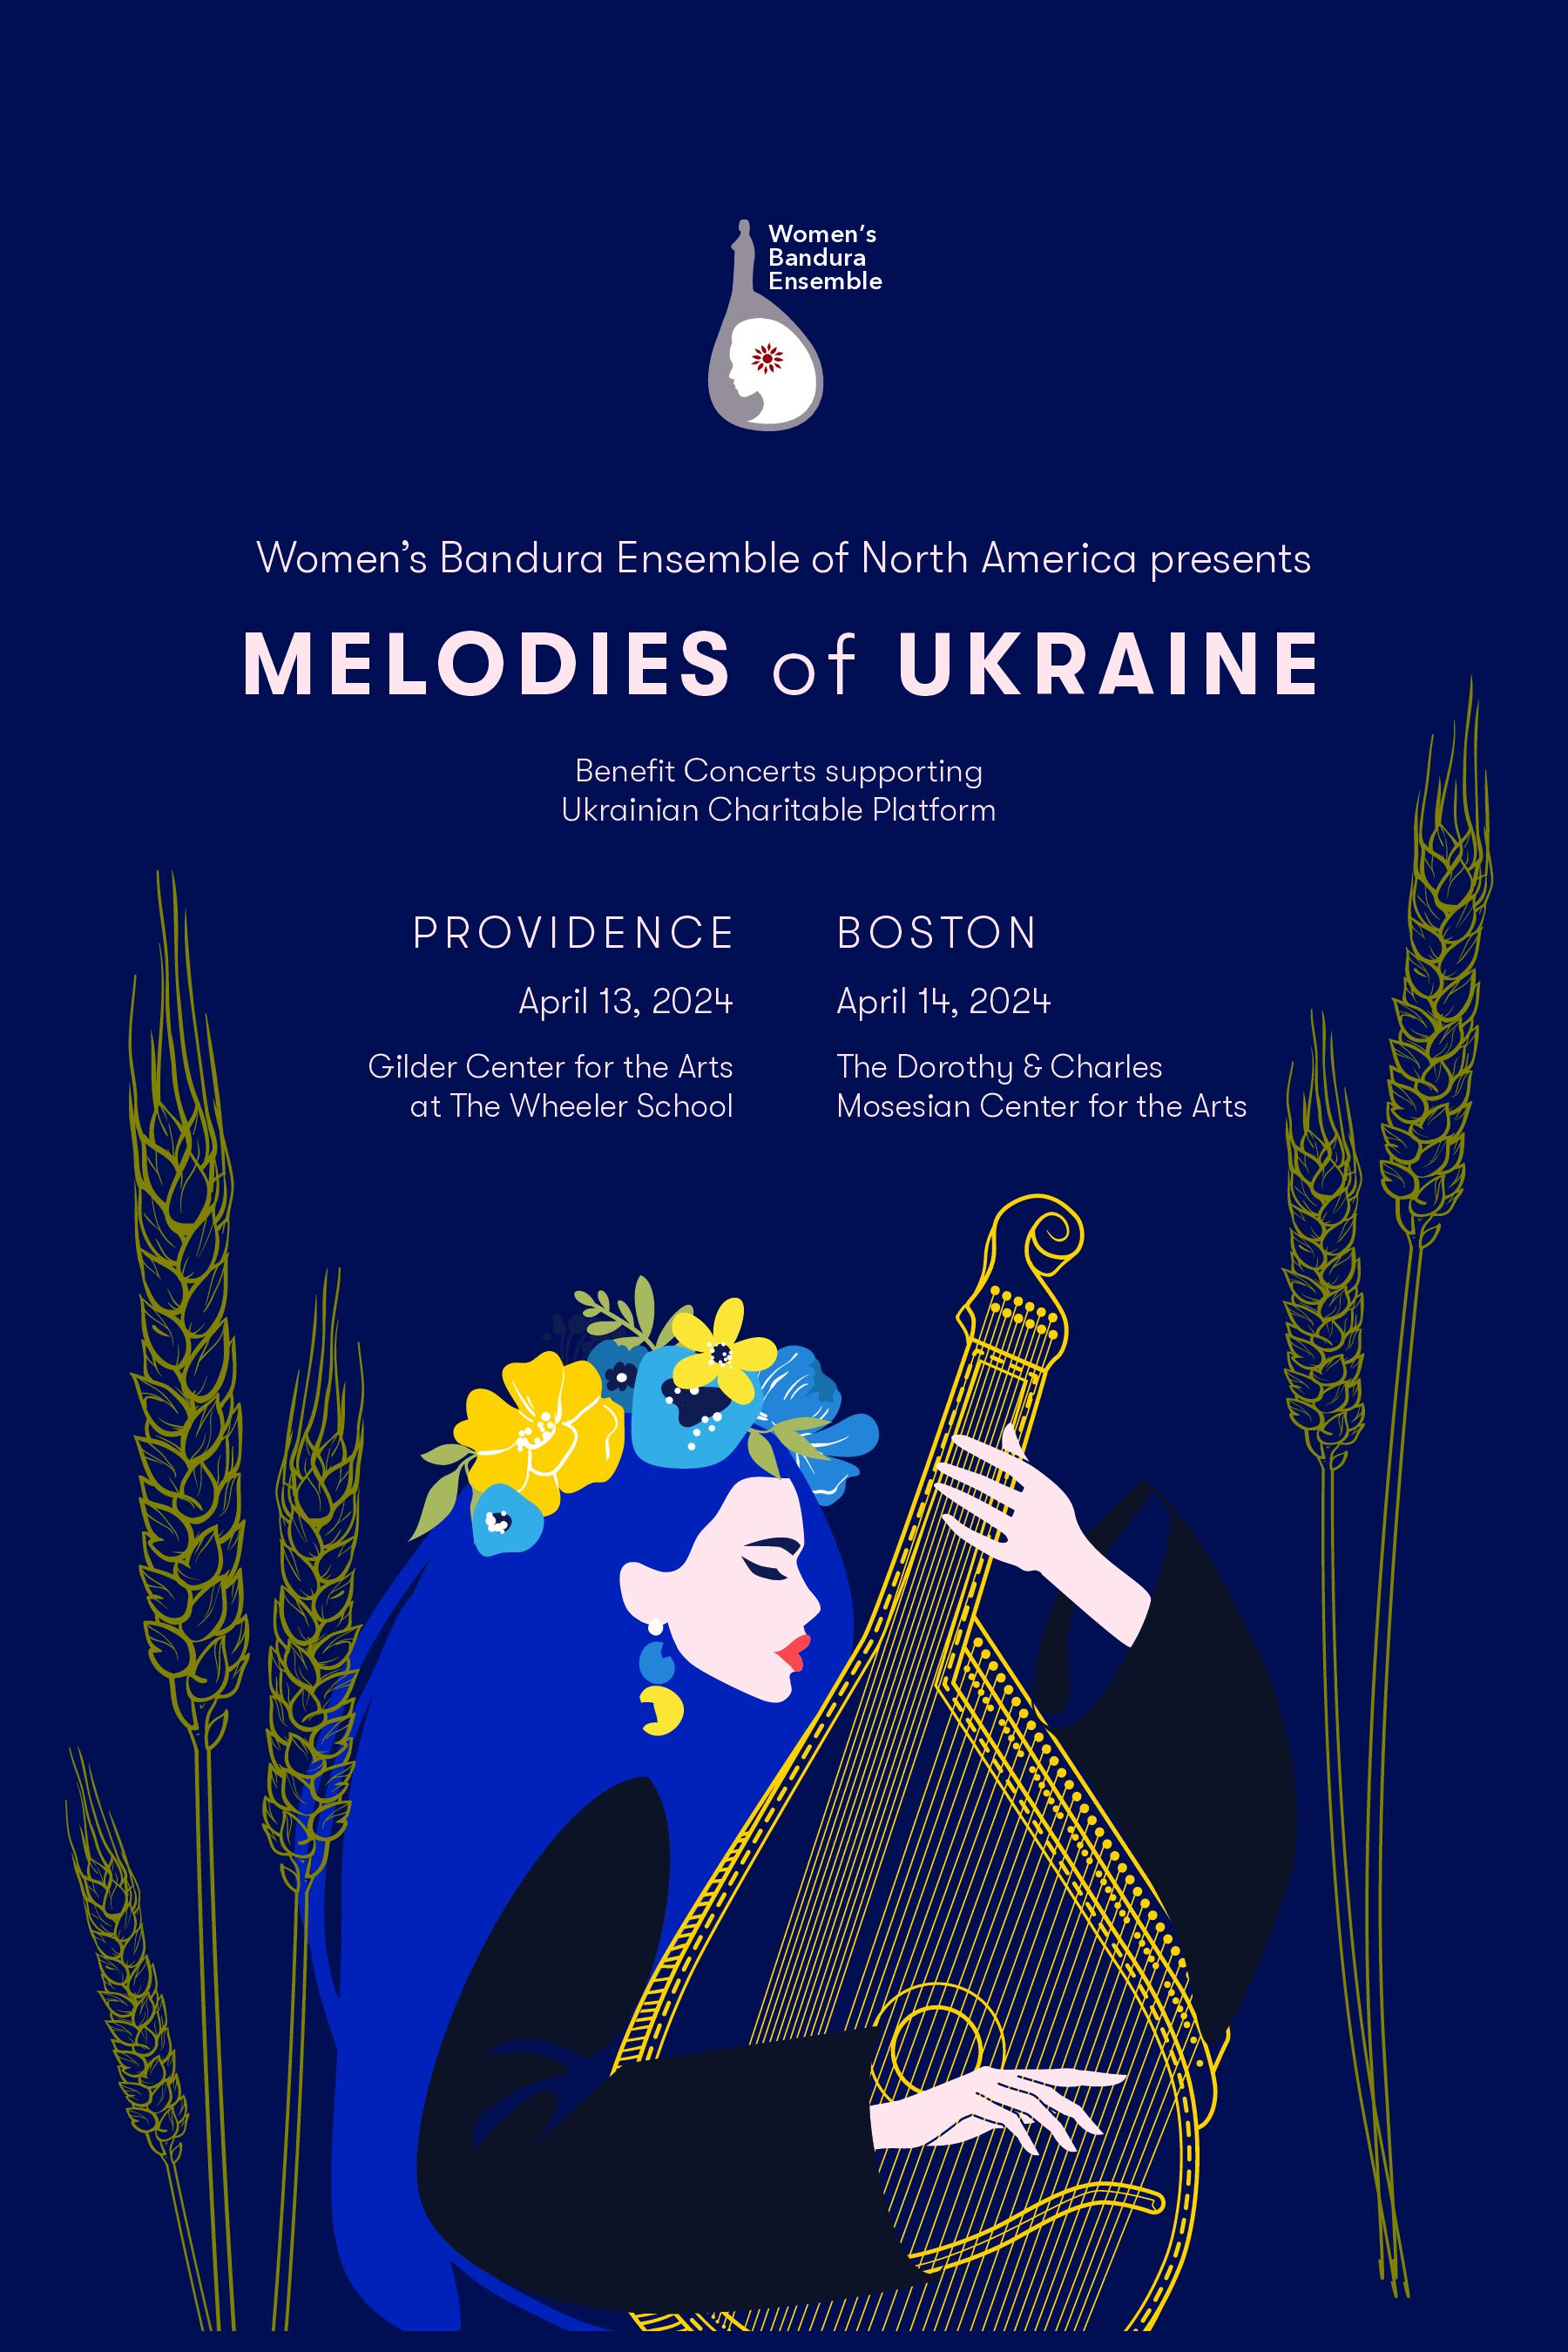 Women's
Bandura
Ensemble
Women's Bandura Ensemble of North America presents
MELODIES of UKRAINE
Benefit Concerts supporting
Ukrainian Charitable Platform
PROVIDENCE
April 13, 2024
Gilder Center for the Arts
at The Wheeler School
BOSTON
April 14, 2024
The Dorothy & Charles
Mosesian Center for the Arts